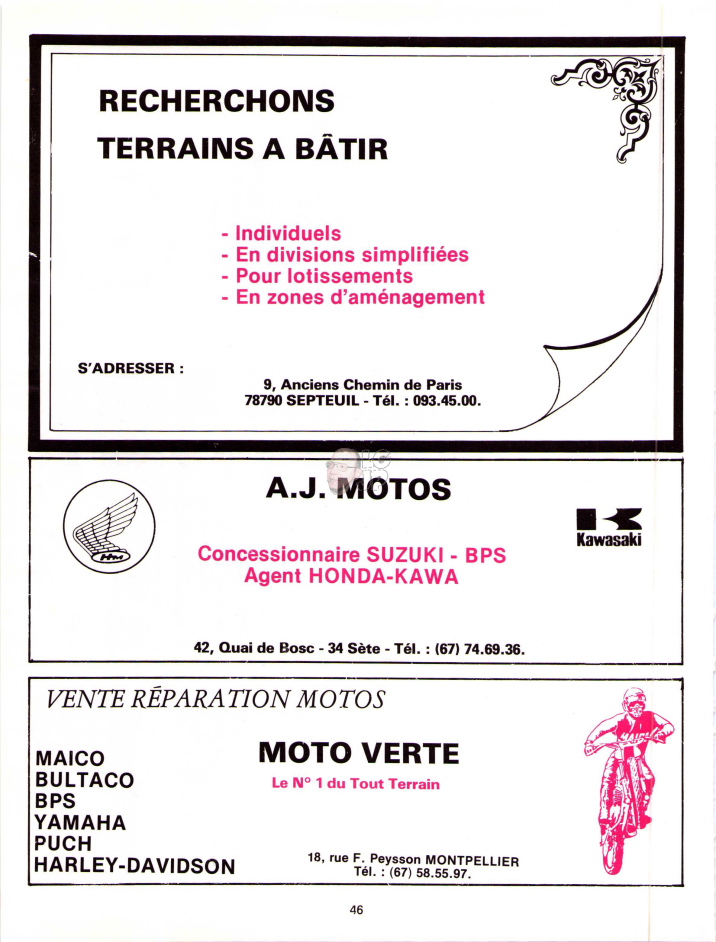 RECHERCHONS
TERRAINS A BÂTIR
- Individuels
- En divisions simplifiées
- Pour lotissements
- En zones d'aménagement
S'ADRESSER :
9, Anciens Chemin de Paris
78790 SEPTEUIL - Tél. : 093.45.00.
A.J. MOTOS
HM
Kawasaki
Concessionnaire SUZUKI - BPS
Agent HONDA-KAWA
42, Quai de Bosc - 34 Sète - Tél. : (67) 74.69.36.
VENTE RÉPARATION MOTOS
MOTO VERTE
Le N° 1 du Tout Terrain
MAICO
BULTACO
BPS
YAMAHA
PUCH
HARLEY-DAVIDSON
18, rue F. Peysson MONTPELLIER
Tél. : (67) 58.55.97.
46